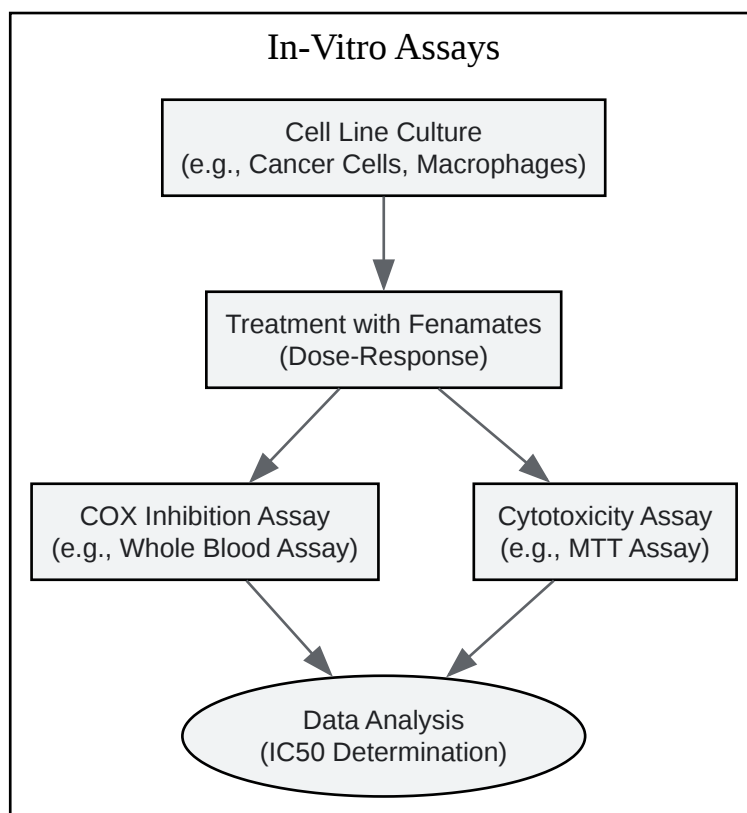 In-Vitro Assays
Cell Line Culture
(e.g., Cancer Cells, Macrophages)
Treatment with Fenamates
(Dose-Response)
COX Inhibition Assay
(e.g., Whole Blood Assay)
Cytotoxicity Assay
(e.g., MTT Assay)
Data Analysis
(IC50 Determination)